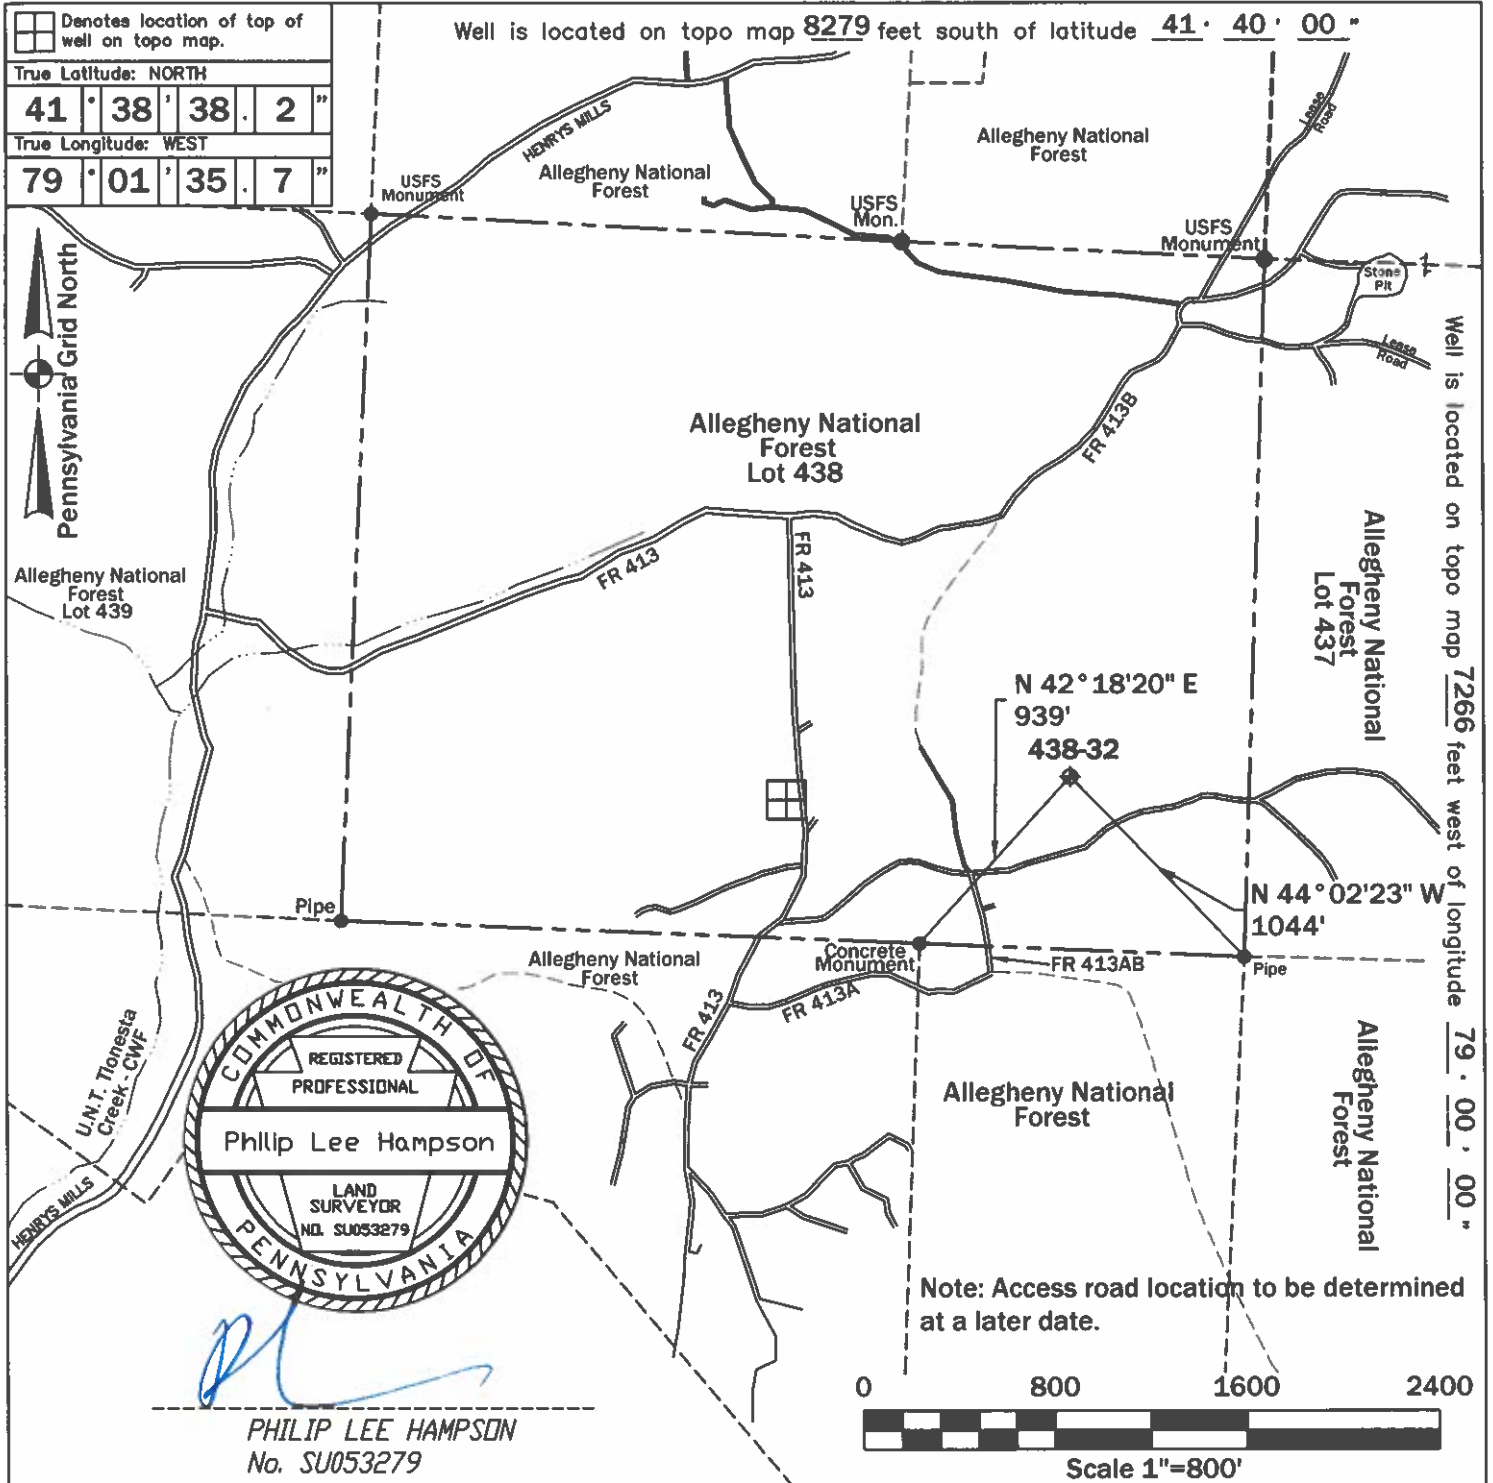 Denotes location of top of
well on topo map.
Well is located on topo map 8279 feet south of latitude 41° 40' 00"
True Latitude: NORTH
41 ° 38 ' 38 . 2 "
True Longitude: WEST
79 ° 01 ' 35 . 7 "
HENRYS MILLS
Allegheny National
Forest
Allegheny National
Forest
Lease
Road
USFS
Monument
USFS
Mon.
USFS
Monument
Stone
Pit
Lease
Road
Pennsylvania Grid North
Well is located on topo map 7266 feet west of longitude 79° 00' 00"
Allegheny National
Forest
Lot 438
FR 413B
FR 413
FR 413
Allegheny National
Forest
Lot 439
Allegheny National
Forest
Lot 437
N 42°18'20" E
939'
438-32
N 44°02'23" W
1044'
Pipe
Allegheny National
Forest
Concrete
Monument
FR 413AB
Pipe
FR 413A
FR 413
U.N.T. Tionesta
Creek - CWF
HENRYS MILLS
Allegheny National
Forest
Allegheny National
Forest
COMMONWEALTH OF
REGISTERED
PROFESSIONAL
Philip Lee Hampson
LAND
SURVEYOR
NO. SU053279
PENNSYLVANIA
Note: Access road location to be determined
at a later date.
PHILIP LEE HAMPSON
No. SU053279
0 800 1600 2400
Scale 1"=800'